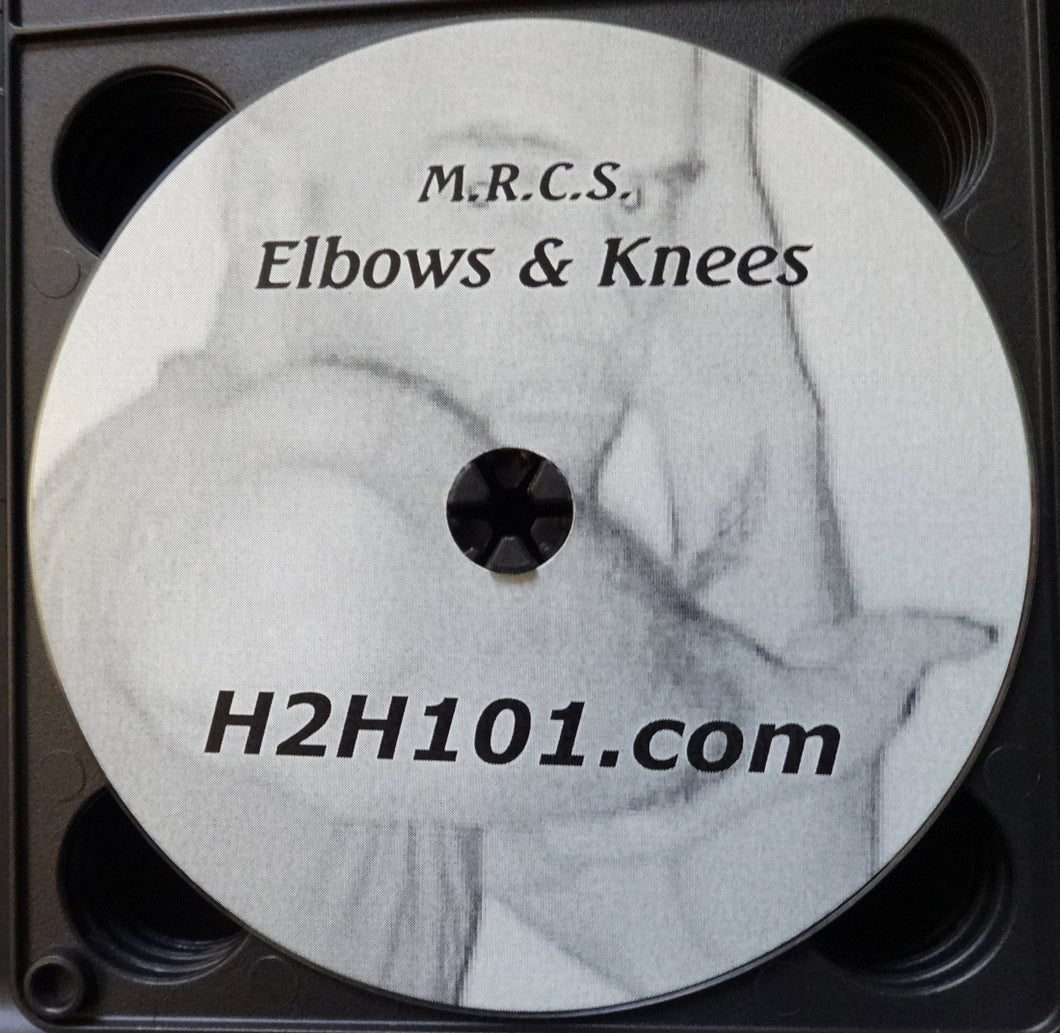 M.R.C.S.
Elbows & Knees
H2H101.com